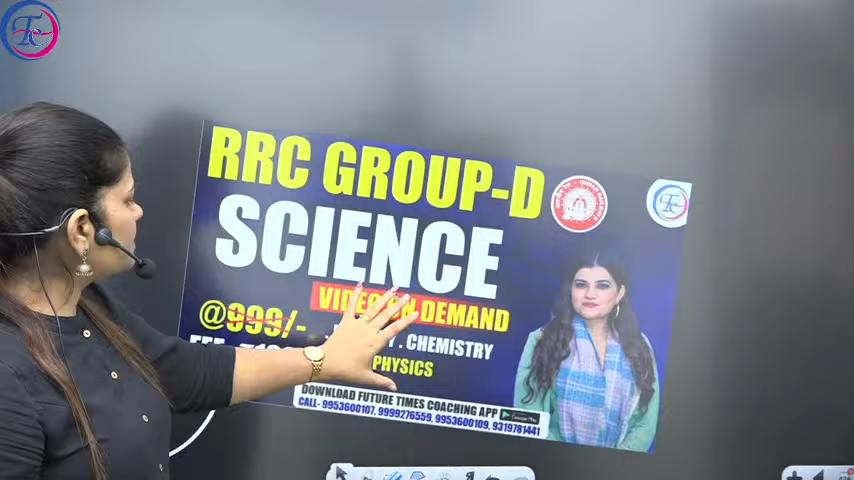 Tc
RRC GROUP-D
SCIENCE
VIDEO ON DEMAND
@999/-
. CHEMISTRY
PHYSICS
DOWNLOAD FUTURE TIMES COACHING APP
CALL- 9953600107, 9999276559, 9953600109, 9319781441